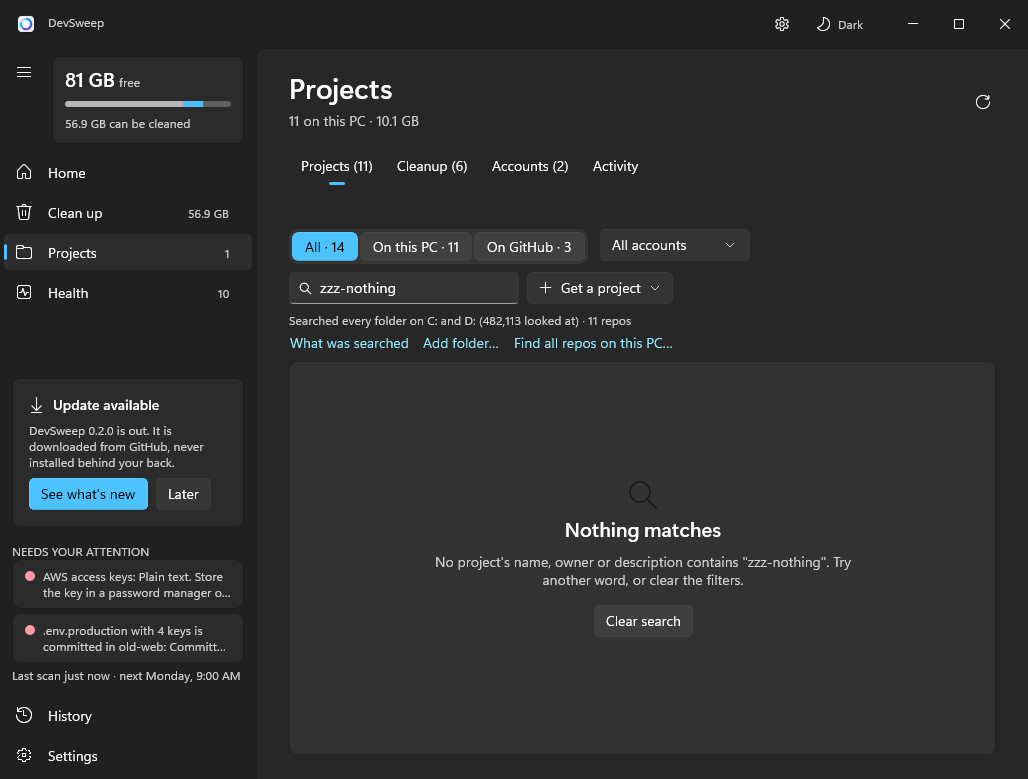 DevSweep
Dark
81 GB free
56.9 GB can be cleaned
Home
Clean up 56.9 GB
Projects 1
Health 10
Update available
DevSweep 0.2.0 is out. It is
downloaded from GitHub, never
installed behind your back.
See what's new Later
NEEDS YOUR ATTENTION
AWS access keys: Plain text. Store
the key in a password manager o...
.env.production with 4 keys is
committed in old-web: Committ...
Last scan just now · next Monday, 9:00 AM
History
Settings
Projects
11 on this PC · 10.1 GB
Projects (11) Cleanup (6) Accounts (2) Activity
All · 14 On this PC · 11 On GitHub · 3 All accounts
zzz-nothing Get a project
Searched every folder on C: and D: (482,113 looked at) · 11 repos
What was searched Add folder... Find all repos on this PC...
Nothing matches
No project's name, owner or description contains "zzz-nothing". Try
another word, or clear the filters.
Clear search